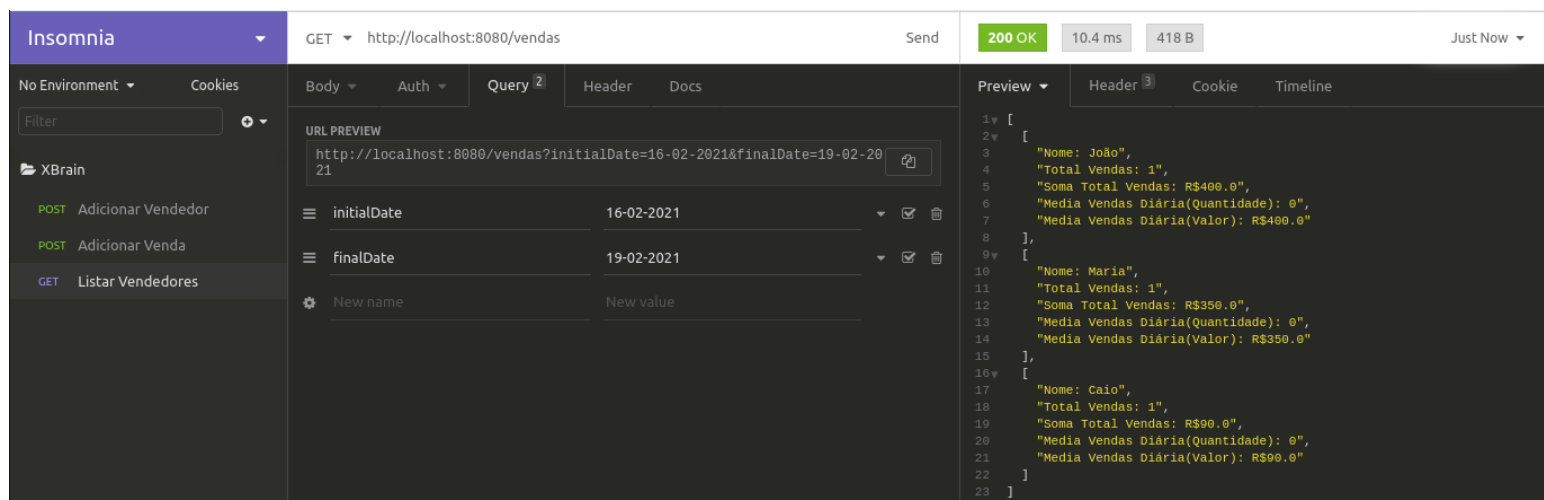 Insomnia
GET http://localhost:8080/vendas Send
200 OK 10.4 ms 418 B Just Now
No Environment Cookies
Filter
XBrain
POST Adicionar Vendedor
POST Adicionar Venda
GET Listar Vendedores
Body Auth Query 2 Header Docs
URL PREVIEW
http://localhost:8080/vendas?initialDate=16-02-2021&finalDate=19-02-20
21
initialDate 16-02-2021
finalDate 19-02-2021
New name New value
Preview Header 3 Cookie Timeline
1 [
2 [
3 "Nome: João",
4 "Total Vendas: 1",
5 "Soma Total Vendas: R$400.0",
6 "Media Vendas Diária(Quantidade): 0",
7 "Media Vendas Diária(Valor): R$400.0"
8 ],
9 [
10 "Nome: Maria",
11 "Total Vendas: 1",
12 "Soma Total Vendas: R$350.0",
13 "Media Vendas Diária(Quantidade): 0",
14 "Media Vendas Diária(Valor): R$350.0"
15 ],
16 [
17 "Nome: Caio",
18 "Total Vendas: 1",
19 "Soma Total Vendas: R$90.0",
20 "Media Vendas Diária(Quantidade): 0",
21 "Media Vendas Diária(Valor): R$90.0"
22 ]
23 ]